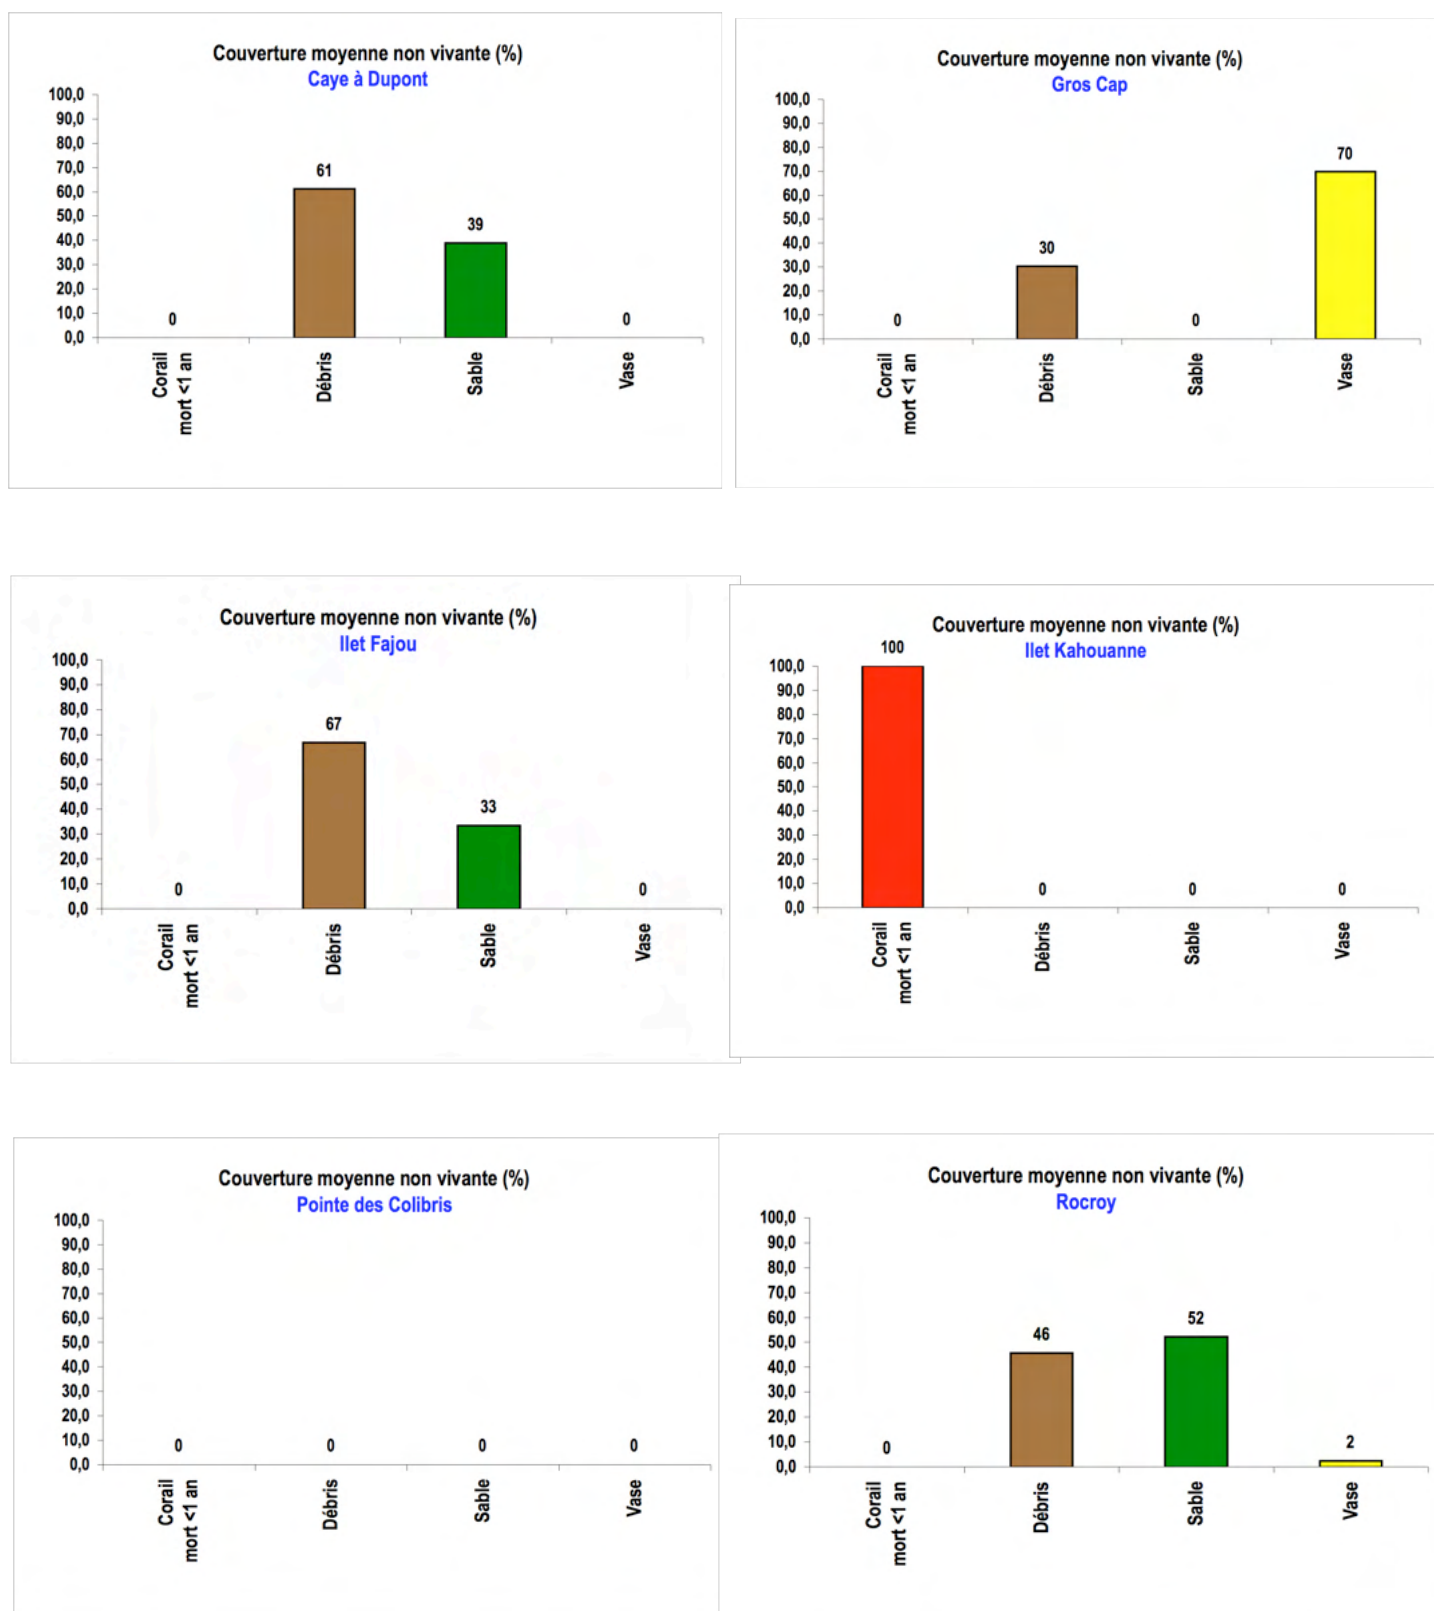 Couverture moyenne non vivante (%)
Caye à Dupont
100,0
90,0
80,0
70,0
60,0
50,0
40,0
30,0
20,0
10,0
0,0
0
61
39
0
Corail
mort <1 an
Débris
Sable
Vase
Couverture moyenne non vivante (%)
Gros Cap
100,0
90,0
80,0
70,0
60,0
50,0
40,0
30,0
20,0
10,0
0,0
0
30
0
70
Corail
mort <1 an
Débris
Sable
Vase
Couverture moyenne non vivante (%)
Ilet Fajou
100,0
90,0
80,0
70,0
60,0
50,0
40,0
30,0
20,0
10,0
0,0
0
67
33
0
Corail
mort <1 an
Débris
Sable
Vase
Couverture moyenne non vivante (%)
Ilet Kahouanne
100,0
90,0
80,0
70,0
60,0
50,0
40,0
30,0
20,0
10,0
0,0
100
0
0
0
Corail
mort <1 an
Débris
Sable
Vase
Couverture moyenne non vivante (%)
Pointe des Colibris
100,0
90,0
80,0
70,0
60,0
50,0
40,0
30,0
20,0
10,0
0,0
0
0
0
0
Corail
mort <1 an
Débris
Sable
Vase
Couverture moyenne non vivante (%)
Rocroy
100,0
90,0
80,0
70,0
60,0
50,0
40,0
30,0
20,0
10,0
0,0
0
46
52
2
Corail
mort <1 an
Débris
Sable
Vase